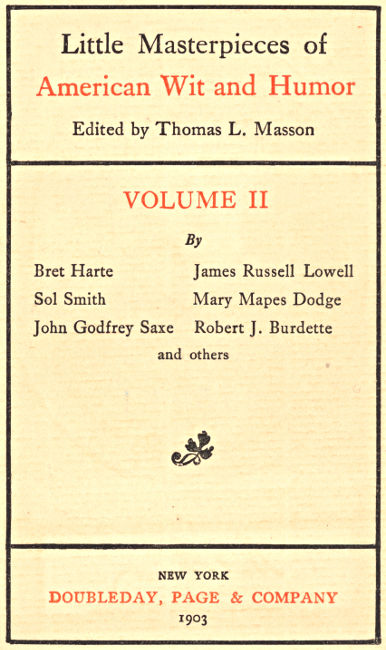 Little Masterpieces of
American Wit and Humor
Edited by Thomas L. Masson
VOLUME II
By
Bret Harte James Russell Lowell
Sol Smith Mary Mapes Dodge
John Godfrey Saxe Robert J. Burdette
and others
NEW YORK
DOUBLEDAY, PAGE & COMPANY
1903